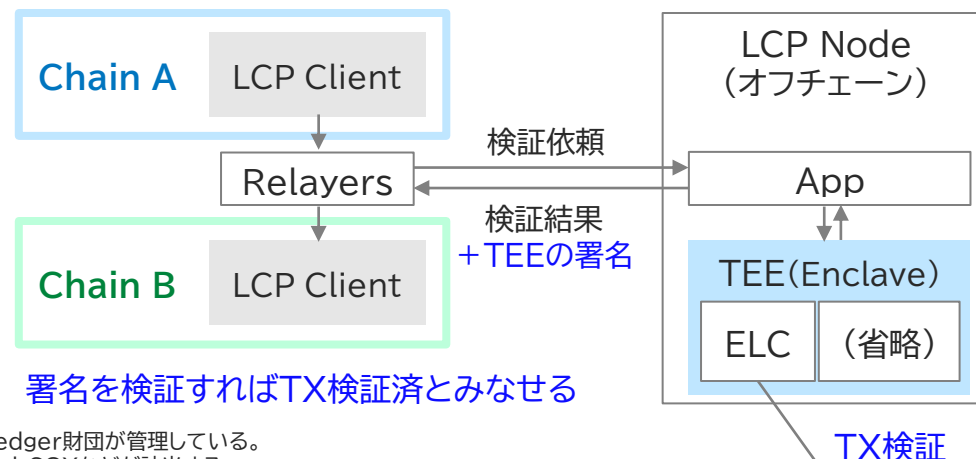 Chain A
LCP Client
LCP Node
(オフチェーン)
検証依頼
Relayers
App
検証結果
+TEEの署名
Chain B
LCP Client
TEE(Enclave)
ELC
(省略)
署名を検証すればTX検証済とみなせる
edger財団が管理している。
TX検証